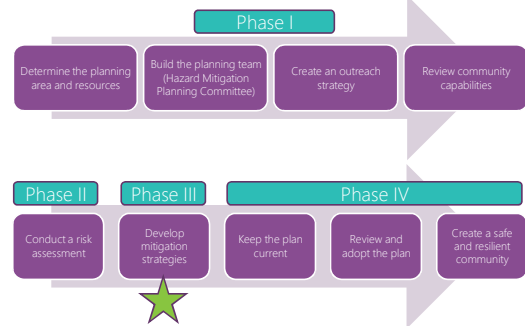 Phase I
Determine the planning
area and resources
Build the planning team
(Hazard Mitigation
Planning Committee)
Create an outreach
strategy
Review community
capabilities
Phase II
Phase III
Phase IV
Conduct a risk
assessment
Develop
mitigation
strategies
Keep the plan
current
Review and
adopt the plan
Create a safe
and resilient
community